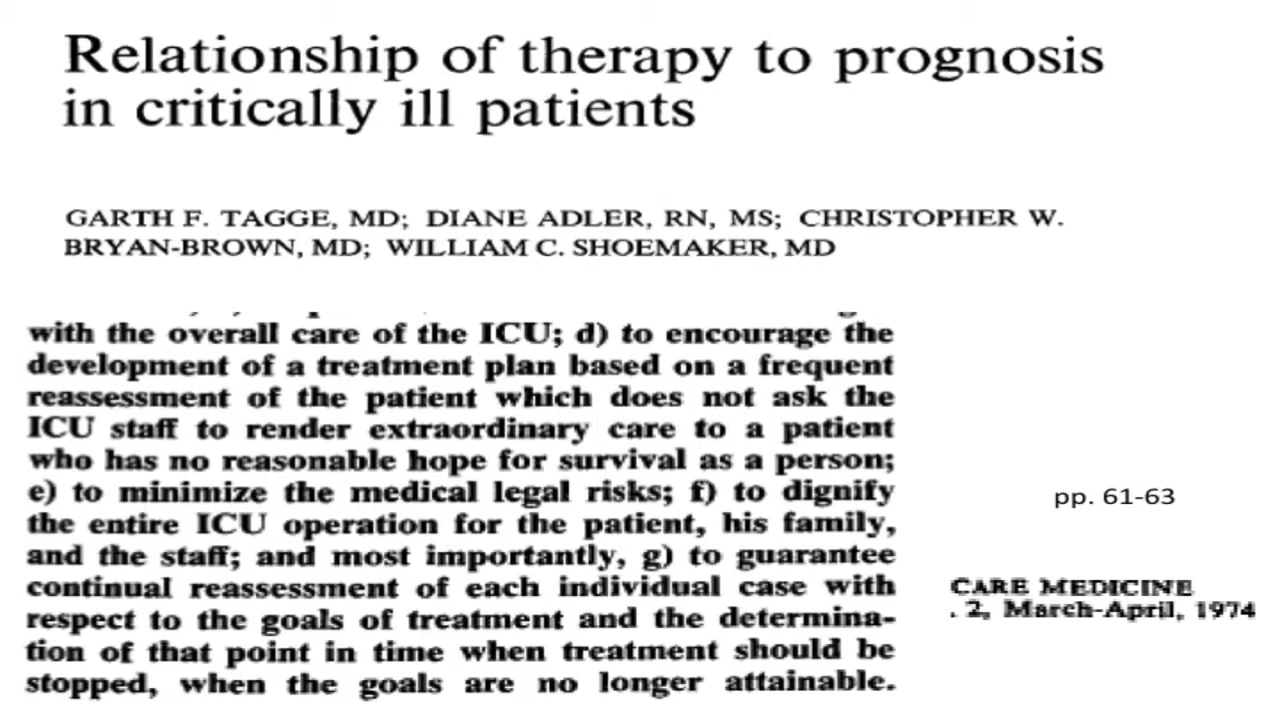 Relationship of therapy to prognosis
in critically ill patients
GARTH F. TAGGE, MD; DIANE ADLER, RN, MS; CHRISTOPHER W.
BRYAN-BROWN, MD; WILLIAM C. SHOEMAKER, MD
with the overall care of the ICU; d) to encourage the
development of a treatment plan based on a frequent
reassessment of the patient which does not ask the
ICU staff to render extraordinary care to a patient
who has no reasonable hope for survival as a person;
e) to minimize the medical legal risks; f) to dignify
the entire ICU operation for the patient, his family,
and the staff; and most importantly, g) to guarantee
continual reassessment of each individual case with
respect to the goals of treatment and the determina-
tion of that point in time when treatment should be
stopped, when the goals are no longer attainable.
pp. 61-63
CARE MEDICINE
. 2, March-April, 1974